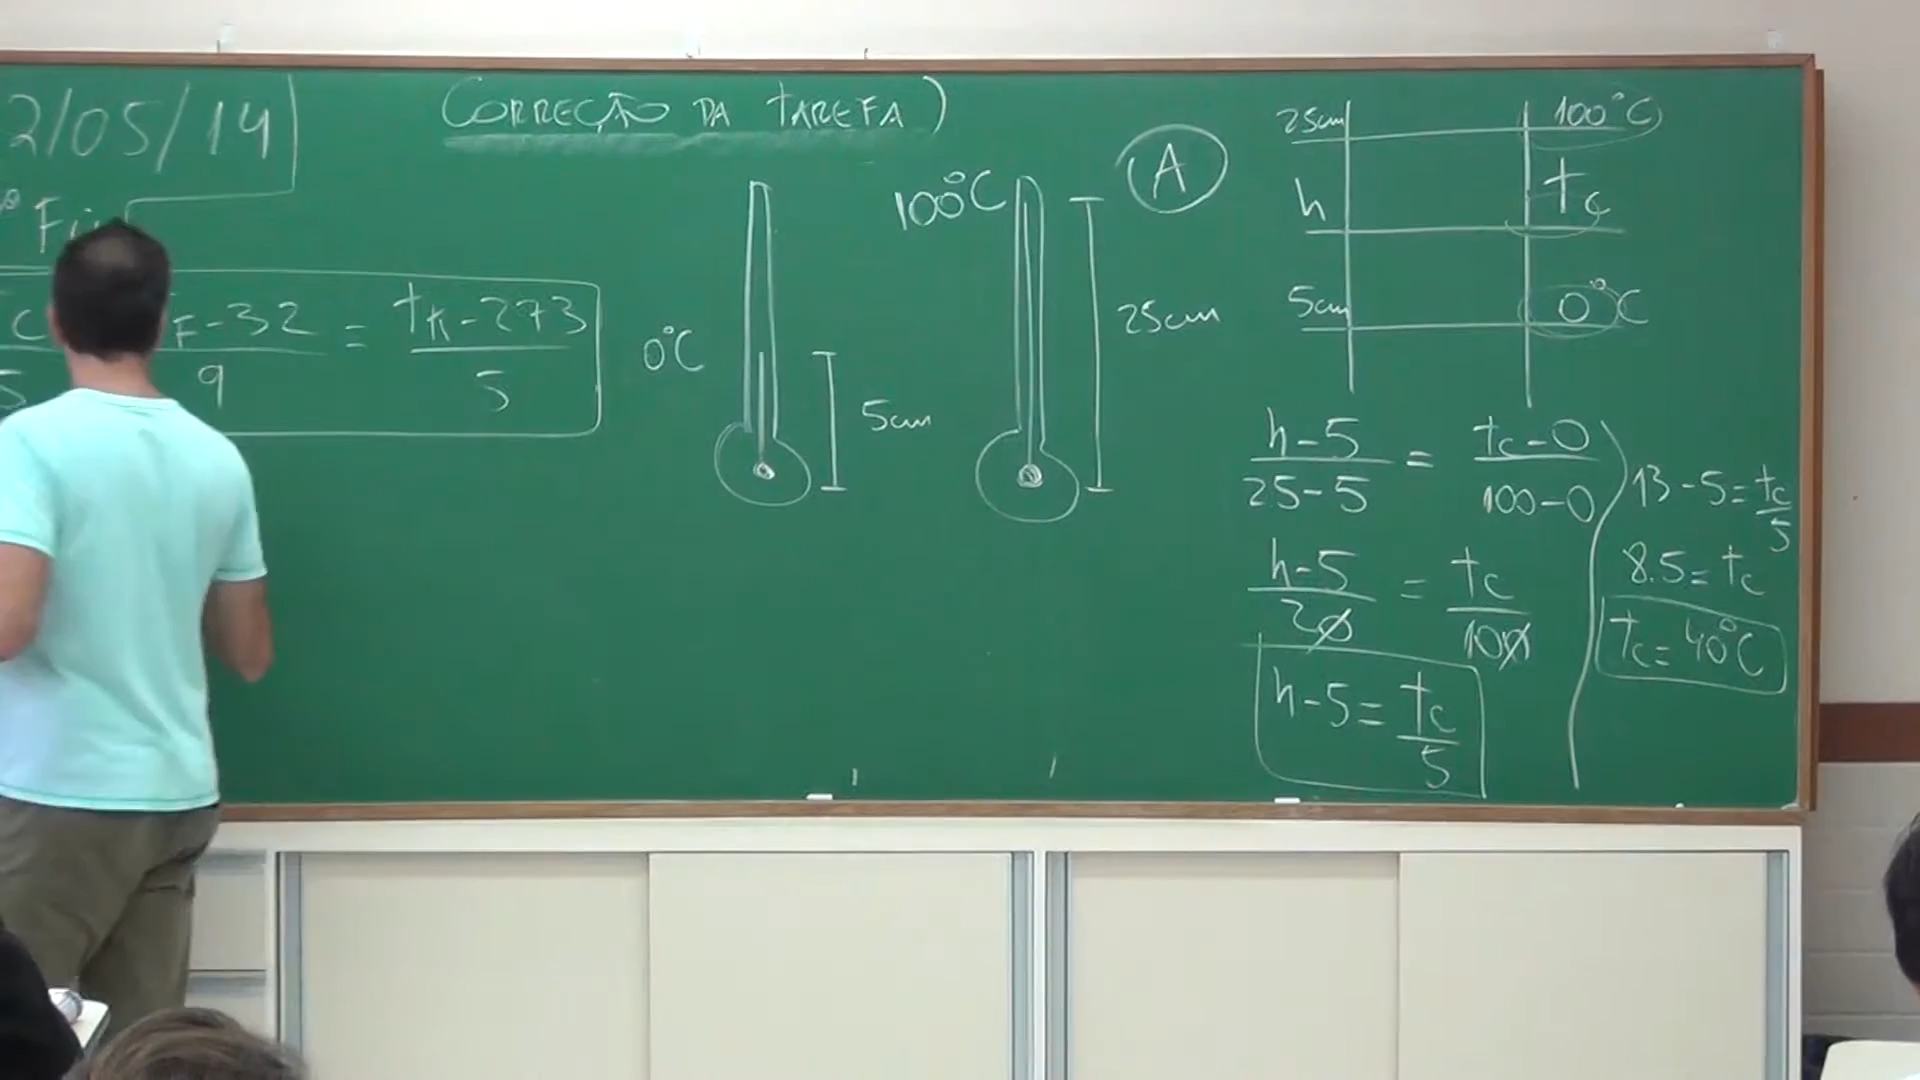 2/05/14
(CORREÇÃO DA TAREFA)
F-32 = tK-273
9 5
0°C
5cm
100°C
25cm
A
25cm 100°C
h tc
5cm 0°C
h-5 = tc-0
25-5 100-0
h-5 = tc
20 100
h-5 = tc
5
13-5 = tc
5
8.5 = tc
tc = 40°C